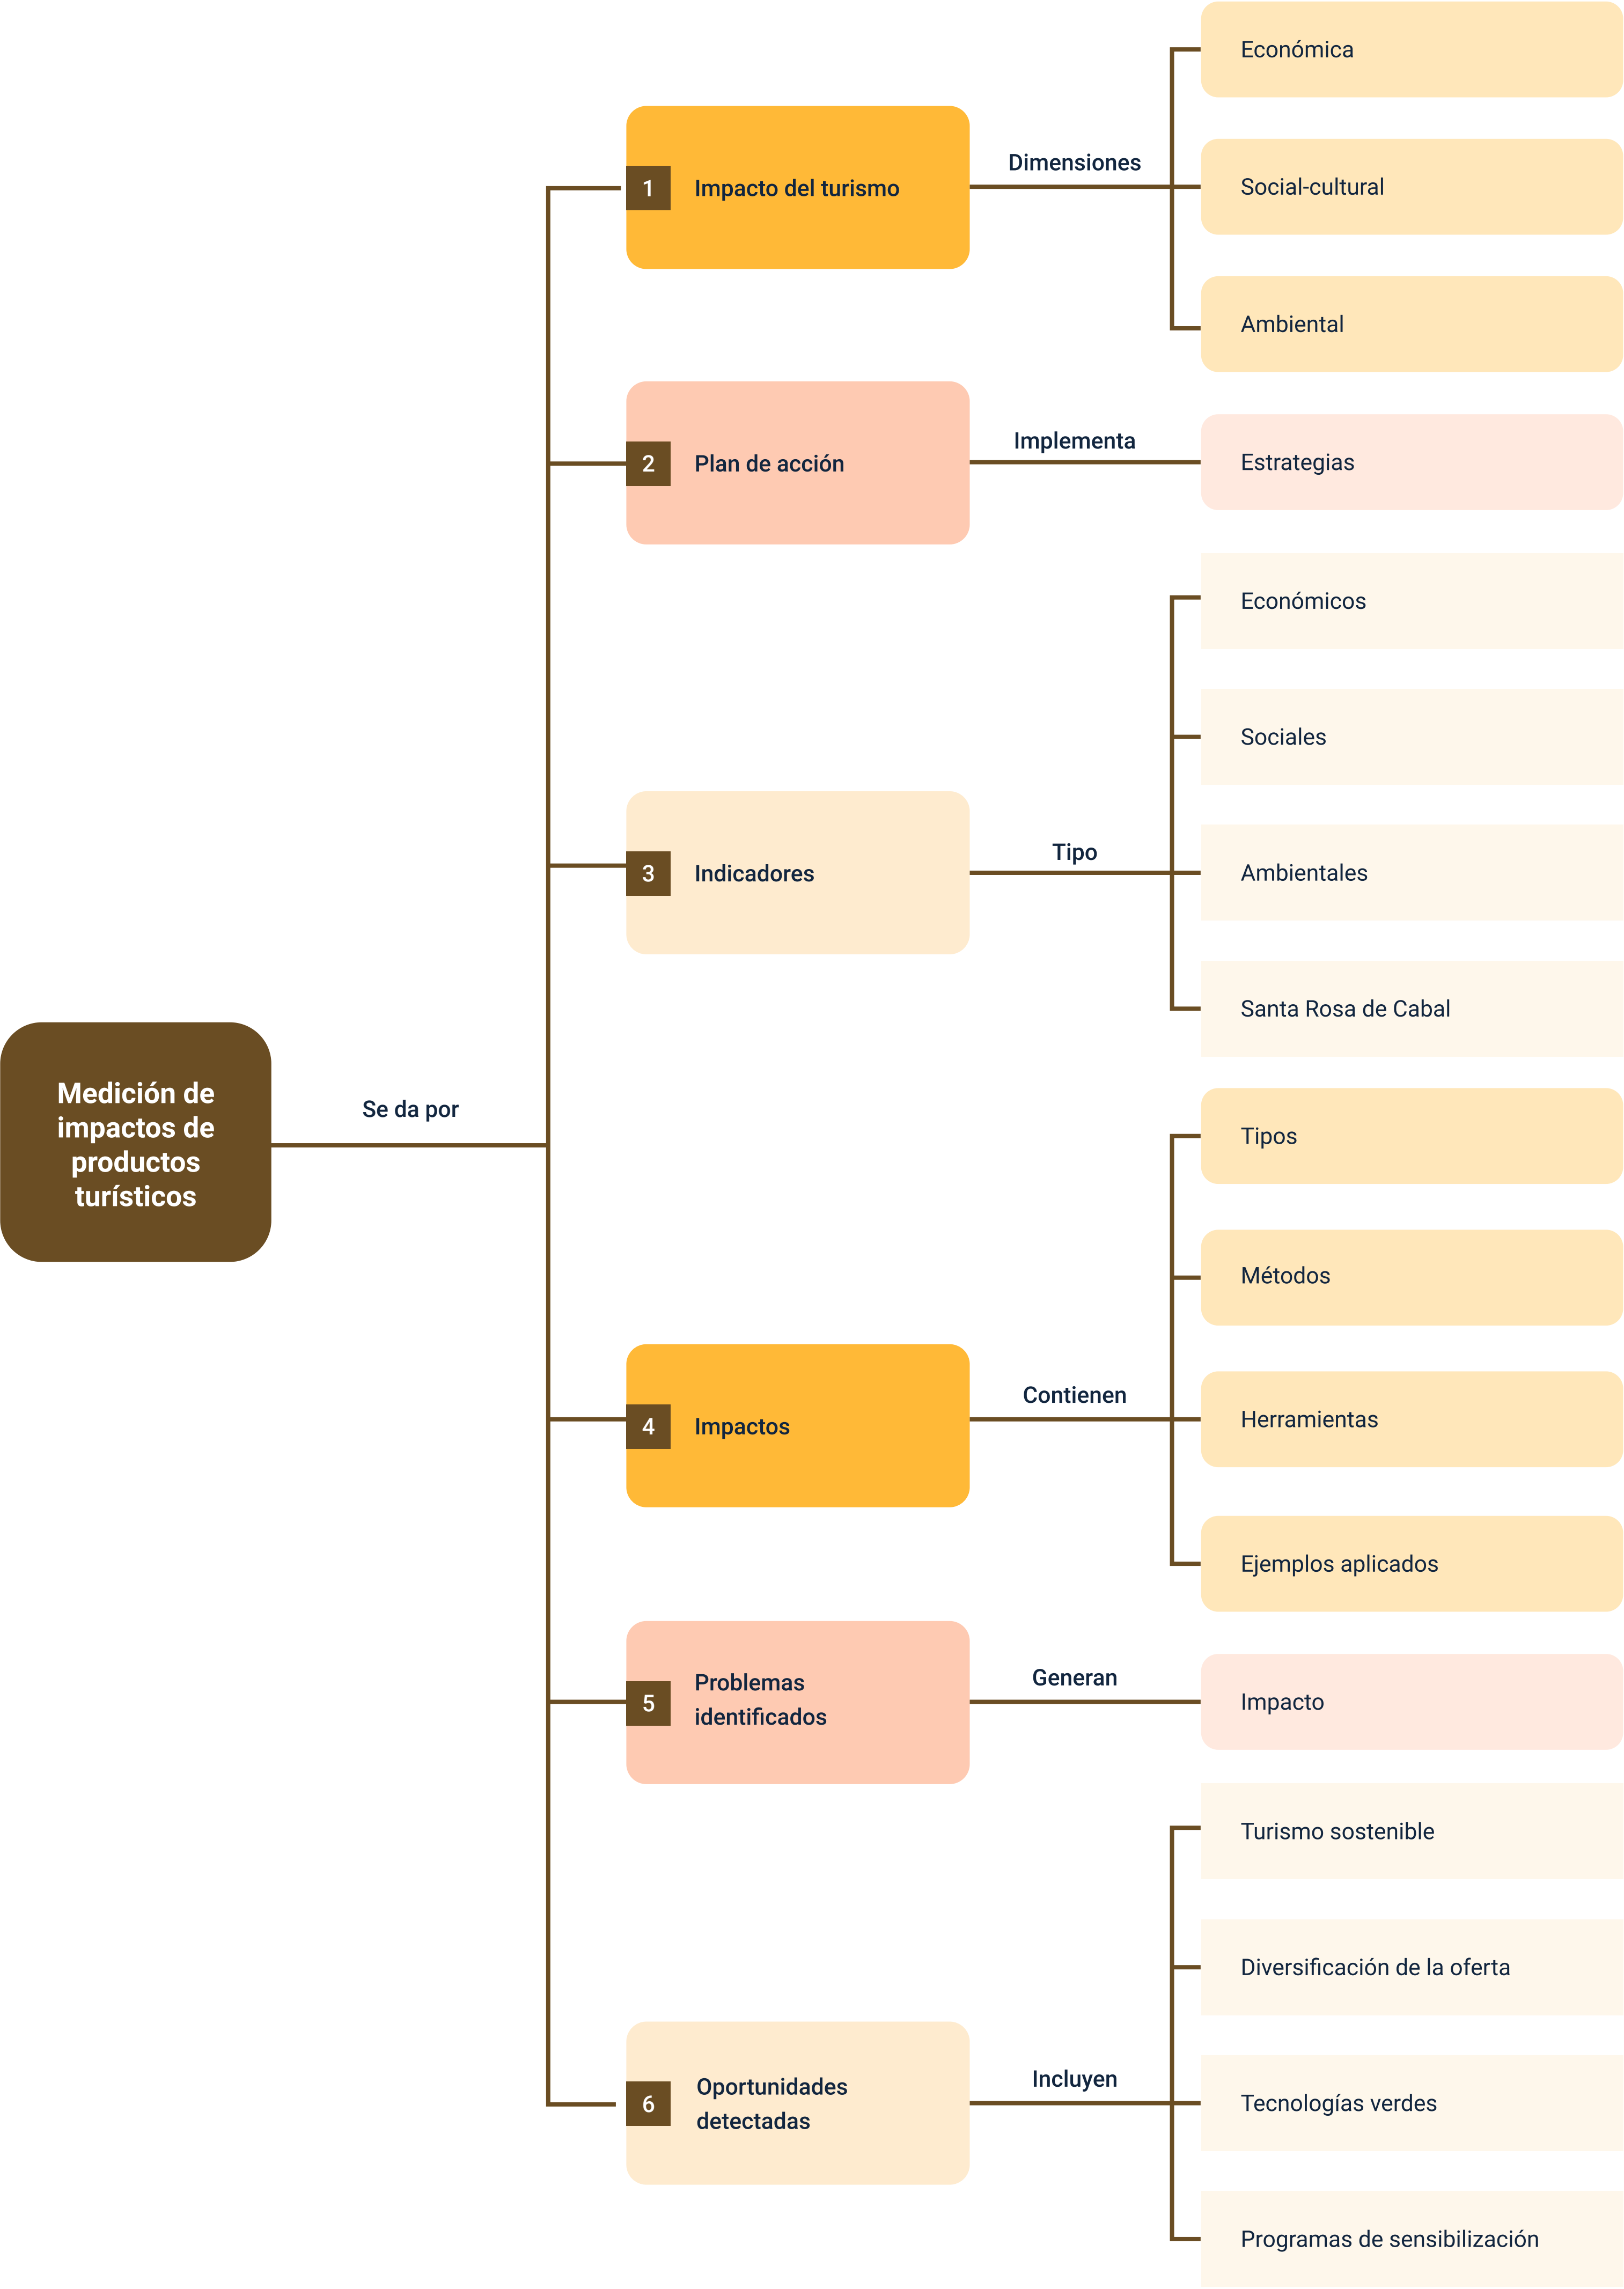 Medición de
impactos de
productos
turísticos
Se da por
1
Impacto del turismo
Dimensiones
Económica
Social-cultural
Ambiental
2
Plan de acción
Implementa
Estrategias
3
Indicadores
Tipo
Económicos
Sociales
Ambientales
Santa Rosa de Cabal
4
Impactos
Contienen
Tipos
Métodos
Herramientas
Ejemplos aplicados
5
Problemas
identificados
Generan
Impacto
6
Oportunidades
detectadas
Incluyen
Turismo sostenible
Diversificación de la oferta
Tecnologías verdes
Programas de sensibilización